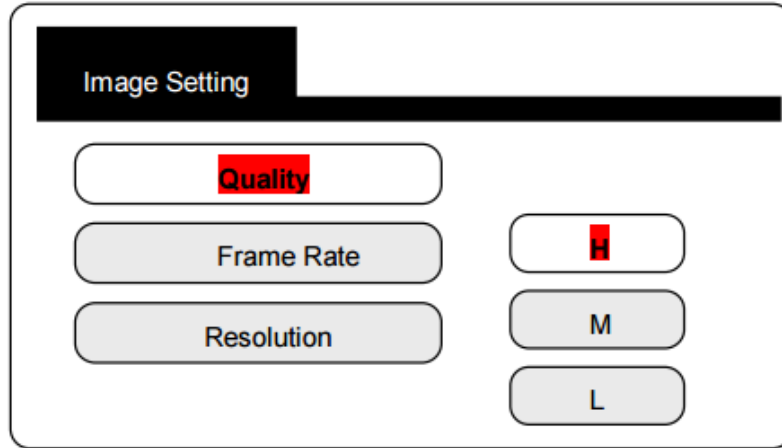 Image Setting
Quality
Frame Rate
Resolution
H
M
L